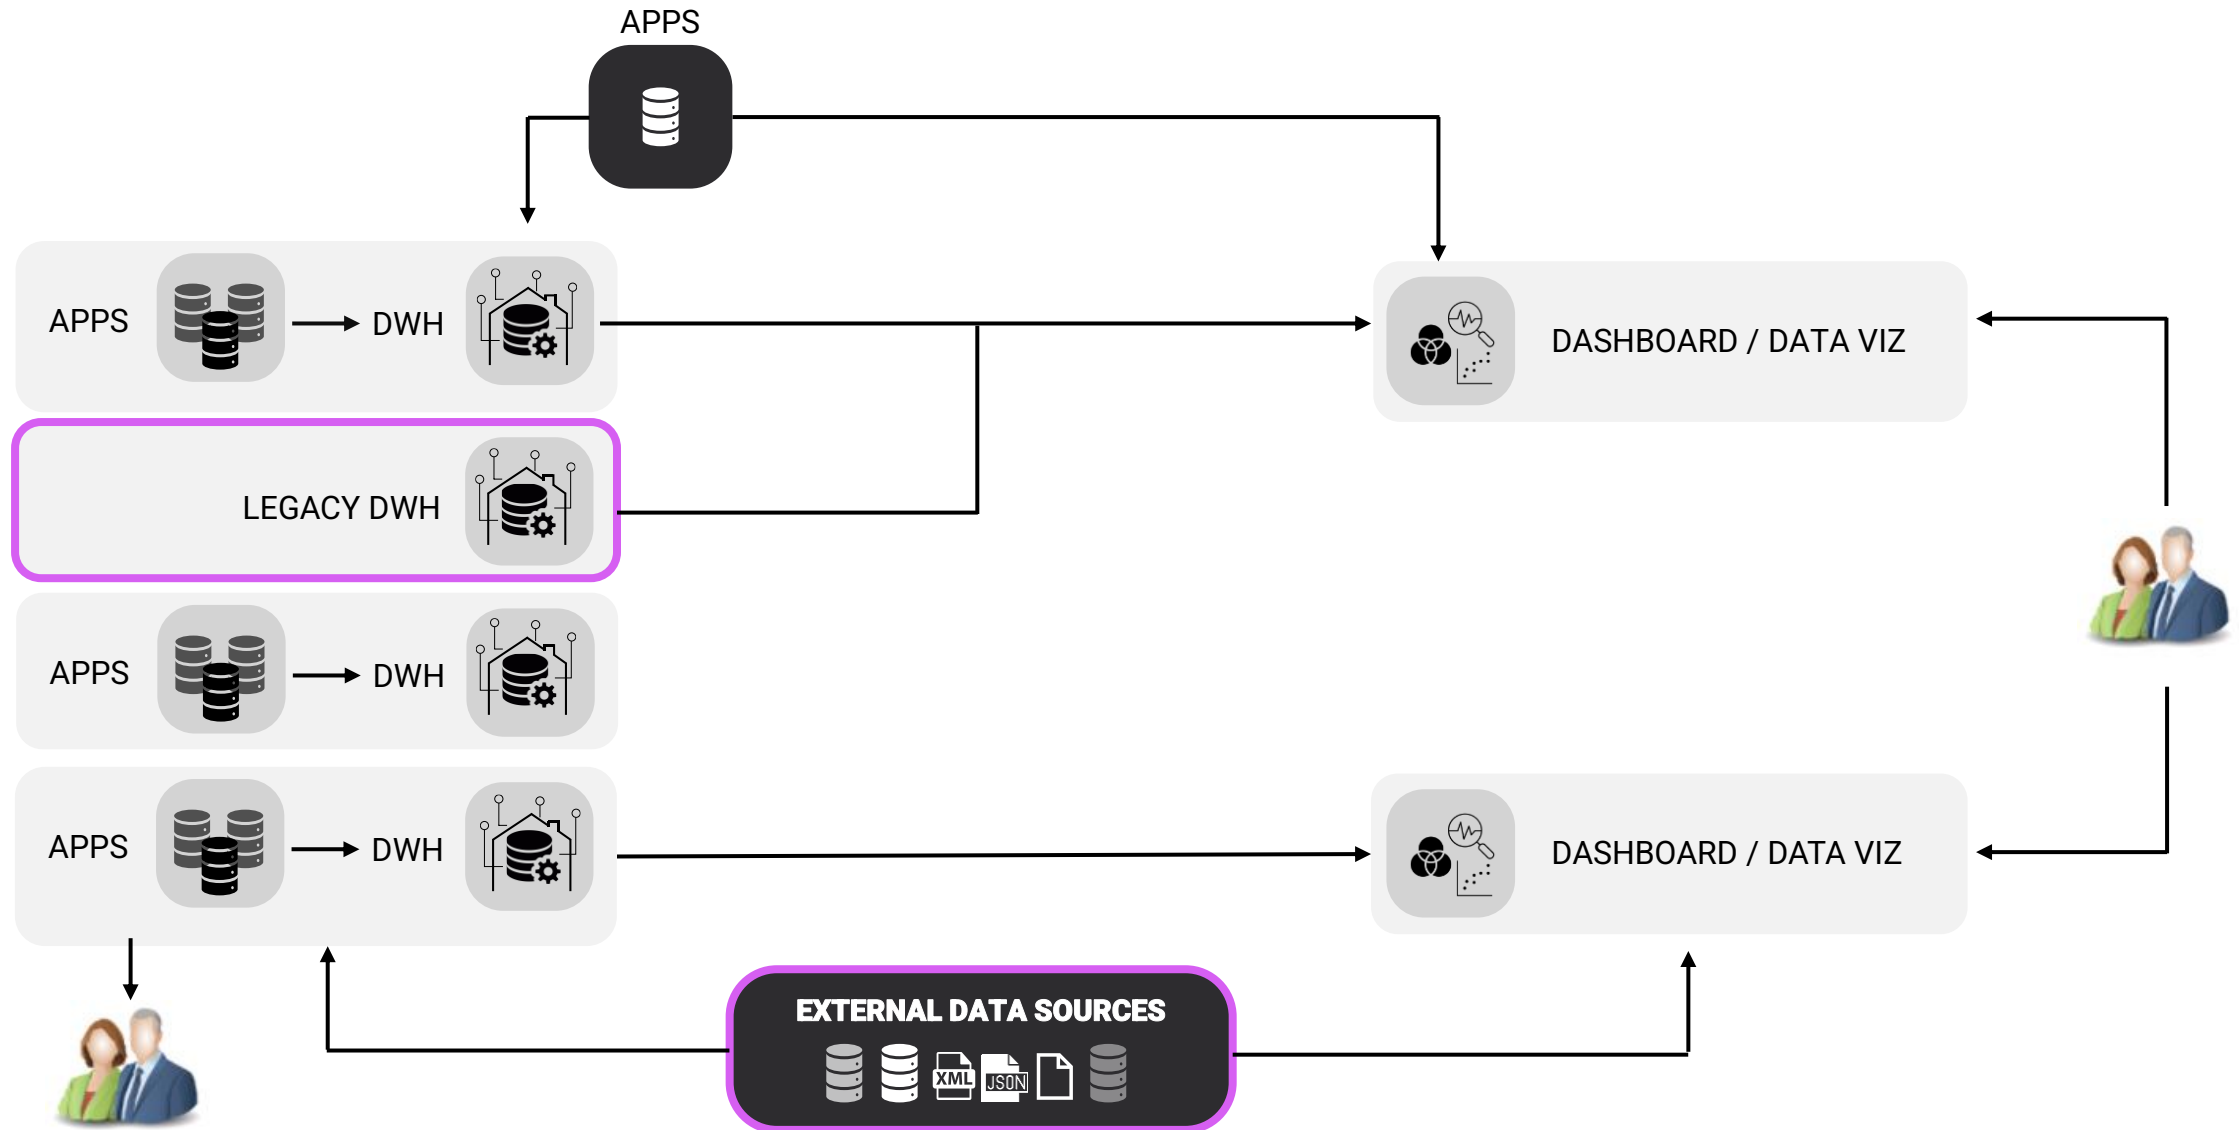 APPS
APPS
DWH
DASHBOARD / DATA VIZ
LEGACY DWH
APPS
DWH
APPS
DWH
DASHBOARD / DATA VIZ
EXTERNAL DATA SOURCES
XML
JSON